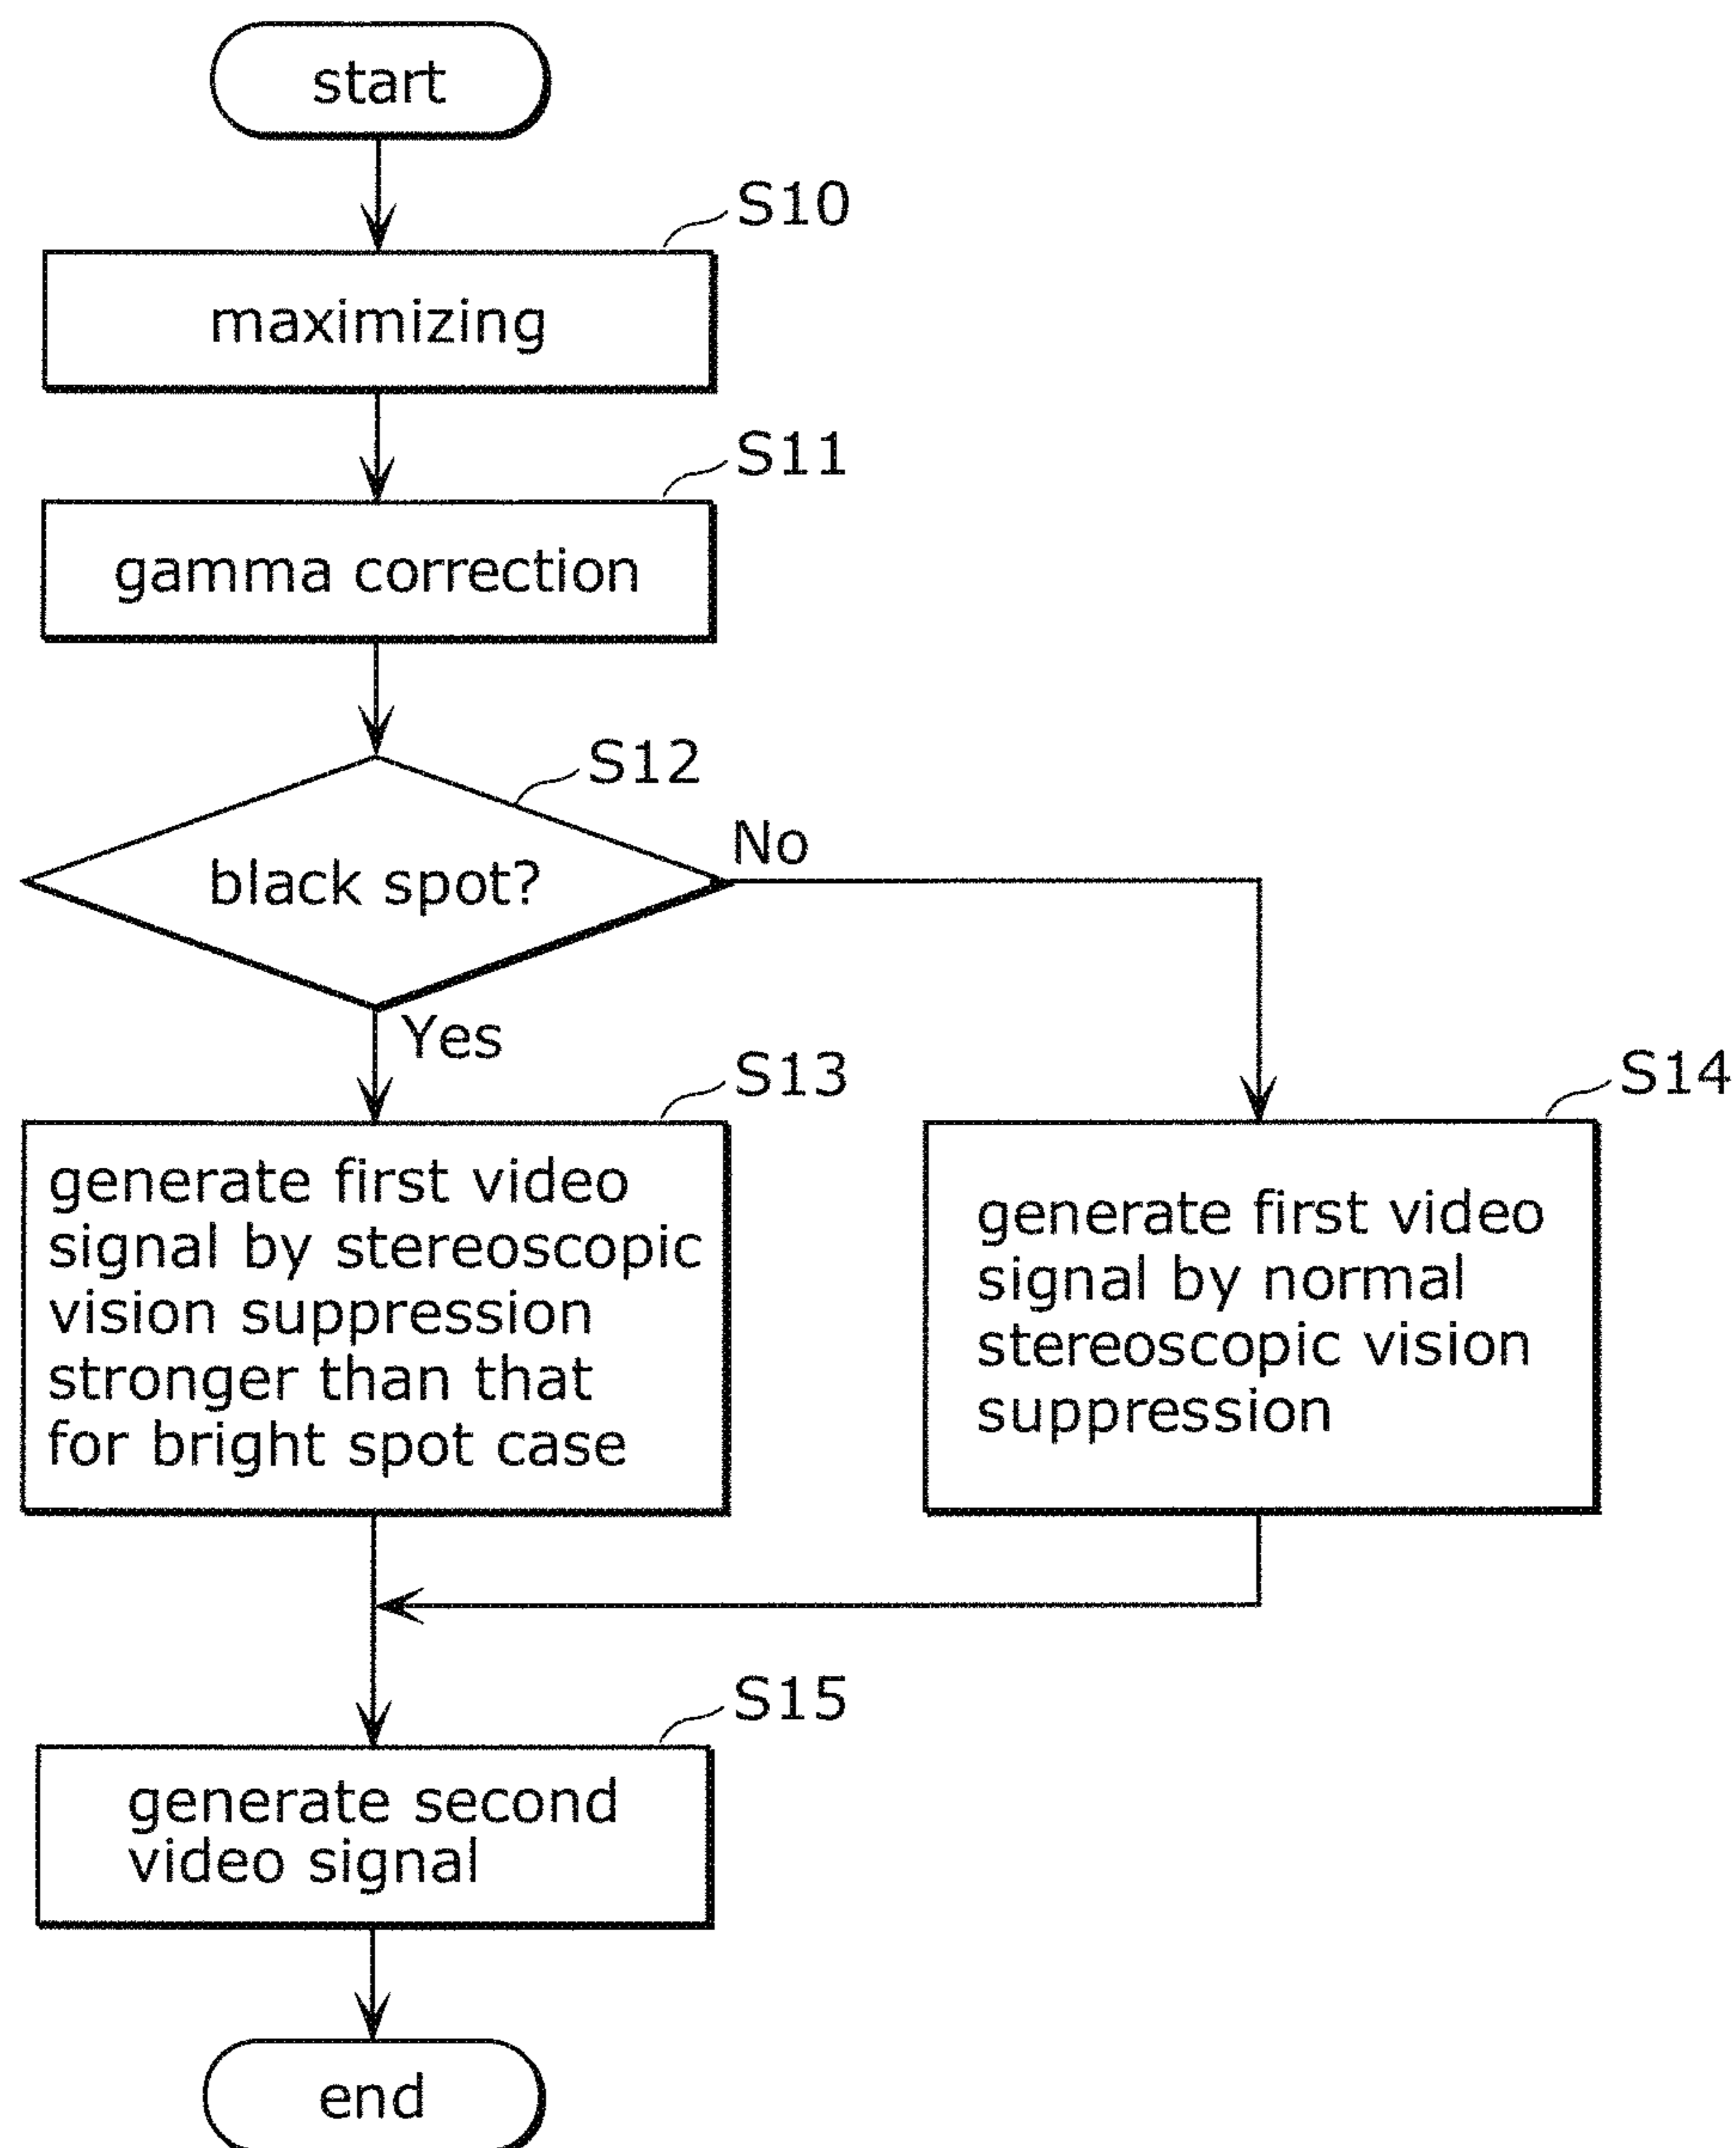 start
S10
maximizing
S11
gamma correction
S12
black spot?
No
Yes
S13
generate first video
signal by stereoscopic
vision suppression
stronger than that
for bright spot case
S14
generate first video
signal by normal
stereoscopic vision
suppression
S15
generate second
video signal
end